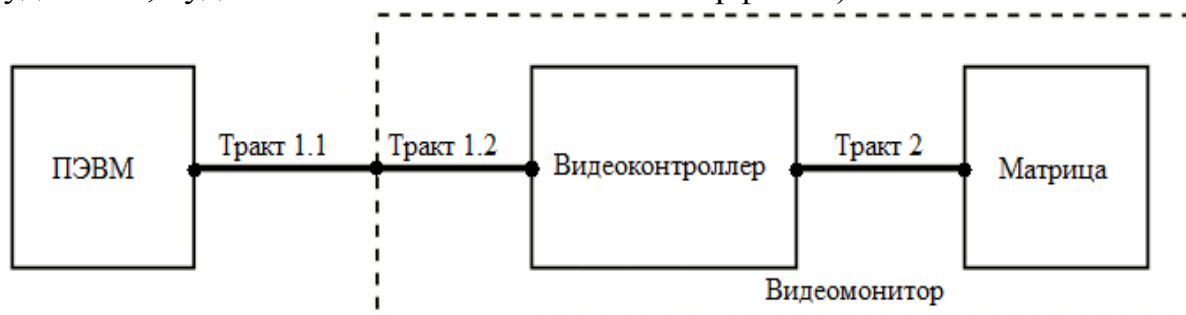 ПЭВМ
Тракт 1.1
Тракт 1.2
Видеоконтроллер
Тракт 2
Матрица
Видеомонитор